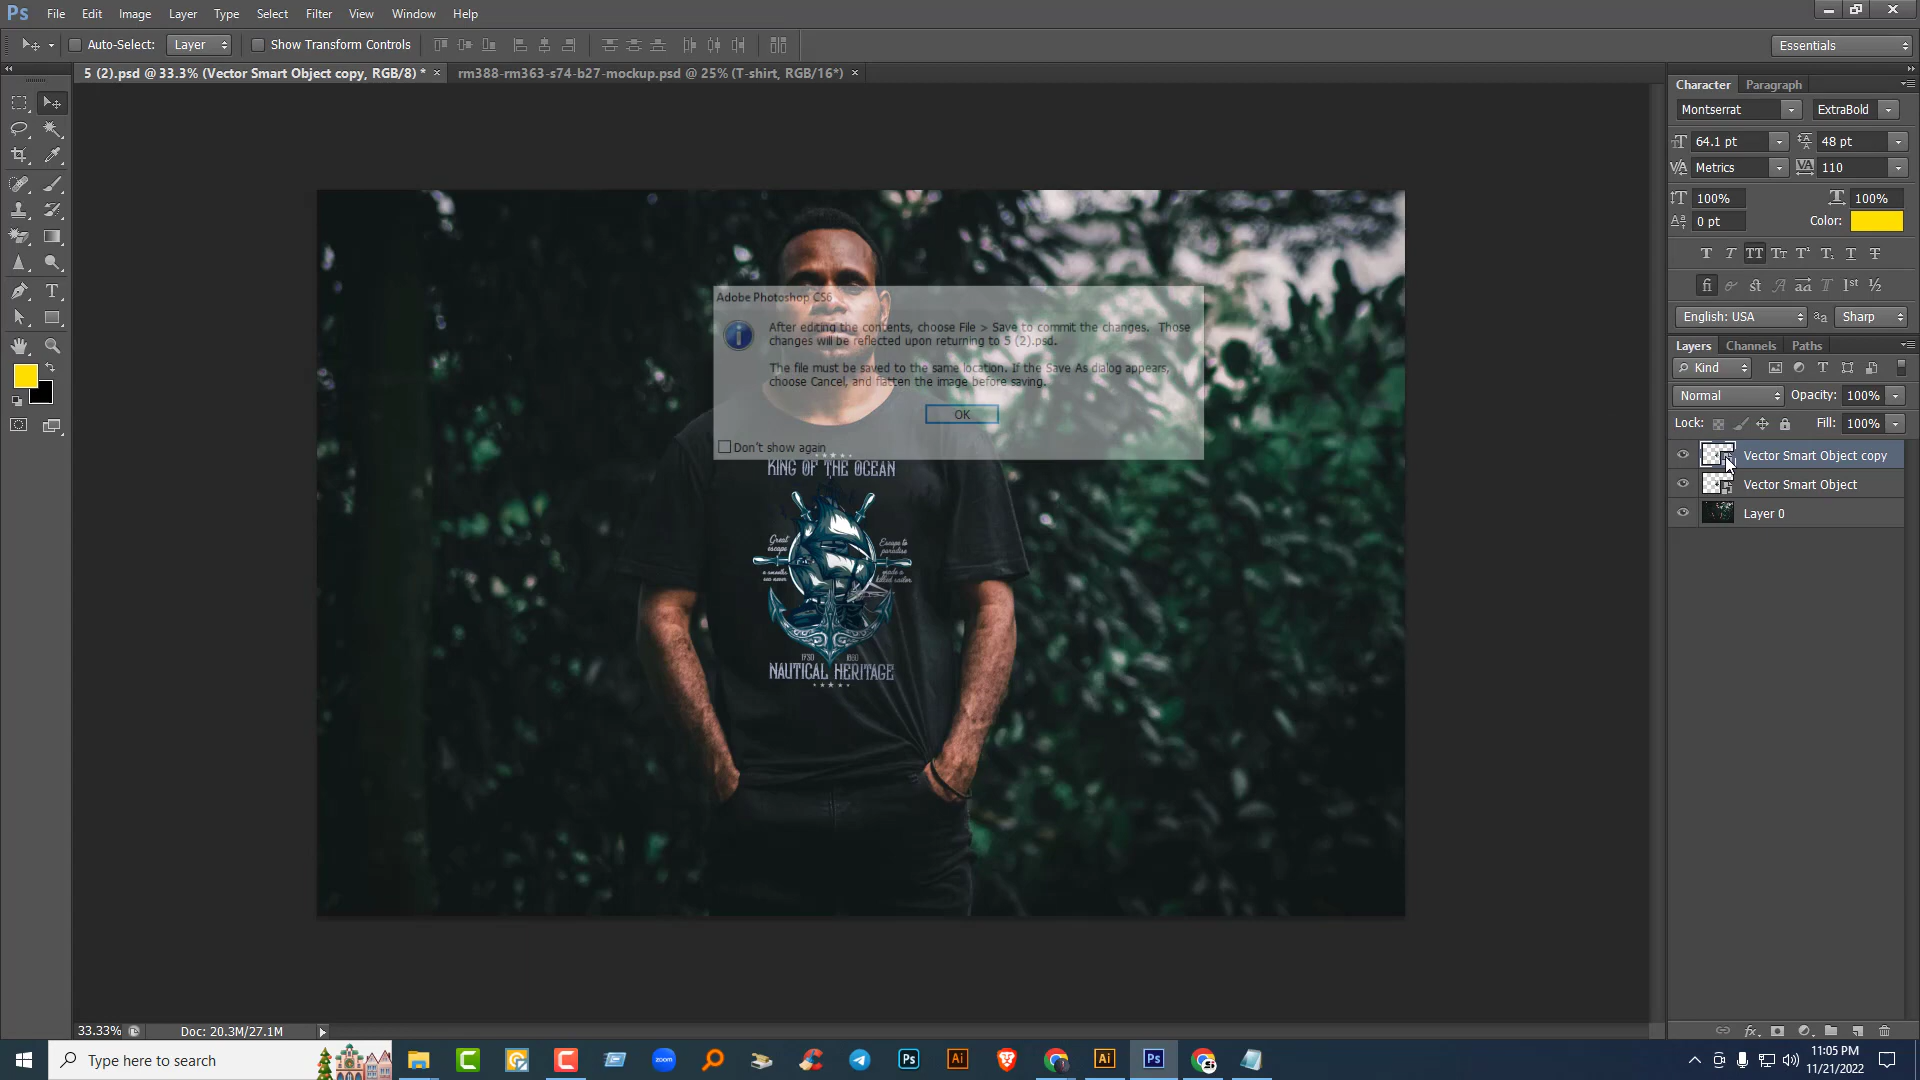 Ps File Edit Image Layer Type Select Filter View Window Help
Auto-Select: Layer Show Transform Controls Essentials
5 (2).psd @ 33.3% (Vector Smart Object copy, RGB/8) * × rm388-rm363-s74-b27-mockup.psd @ 25% (T-shirt, RGB/16*) ×
Character Paragraph
Montserrat ExtraBold
64.1 pt 48 pt
Metrics 110
100% 100%
0 pt Color:
English: USA Sharp
Layers Channels Paths
Kind
Normal Opacity: 100%
Lock: Fill: 100%
Vector Smart Object copy
Vector Smart Object
Layer 0
Adobe Photoshop CS6
After editing the contents, choose File > Save to commit the changes. Those
changes will be reflected upon returning to 5 (2).psd.
The file must be saved to the same location. If the Save As dialog appears,
choose Cancel, and flatten the image before saving.
OK
Don't show again
KING OF THE OCEAN
Great
escape
Escape to
paradise
made a
killed sailor
NAUTICAL HERITAGE
33.33% Doc: 20.3M/27.1M
Type here to search
zoom
Ps Ai Ai Ps
11:05 PM
11/21/2022